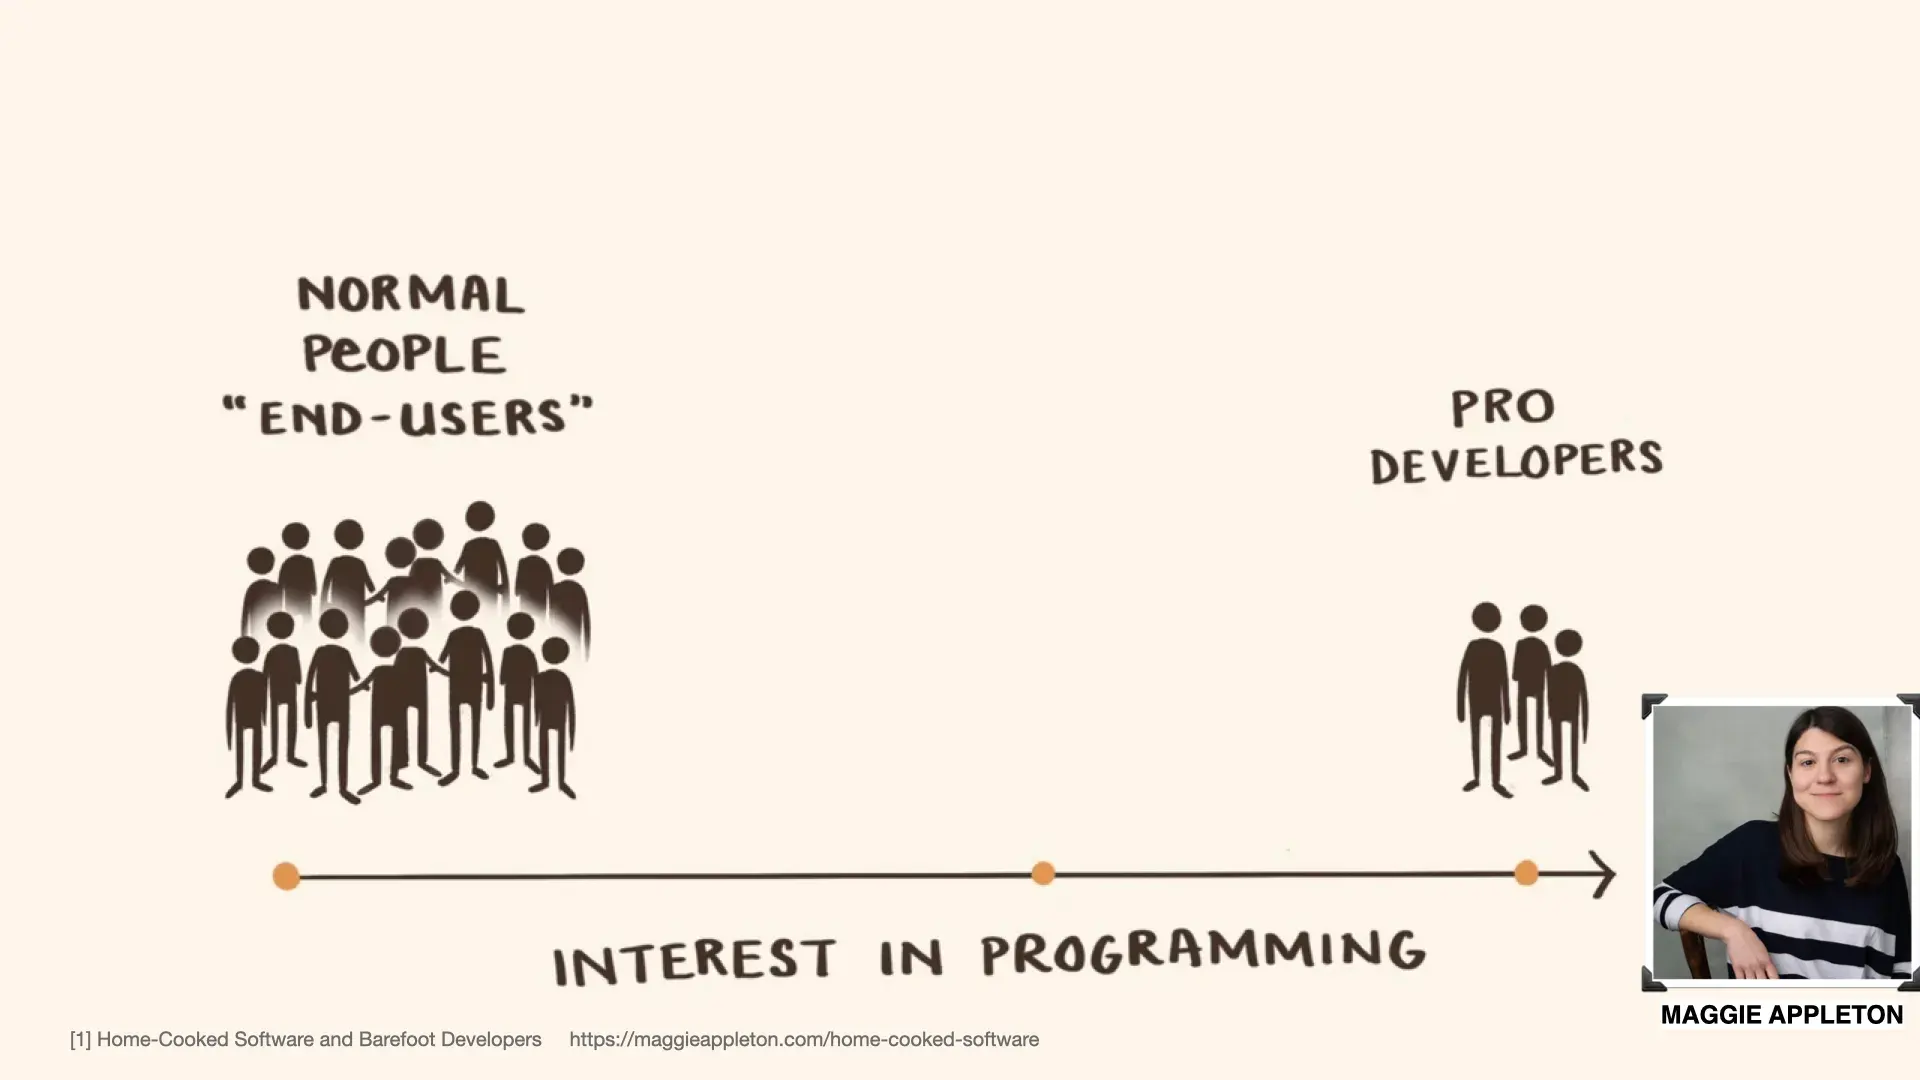 NORMAL
PEOPLE
“END-USERS”
PRO
DEVELOPERS
INTEREST IN PROGRAMMING
MAGGIE APPLETON
[1] Home-Cooked Software and Barefoot Developers https://maggieappleton.com/home-cooked-software